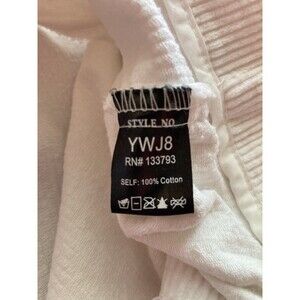 STYLE NO
YWJ8
RN# 133793
SELF: 100% Cotton